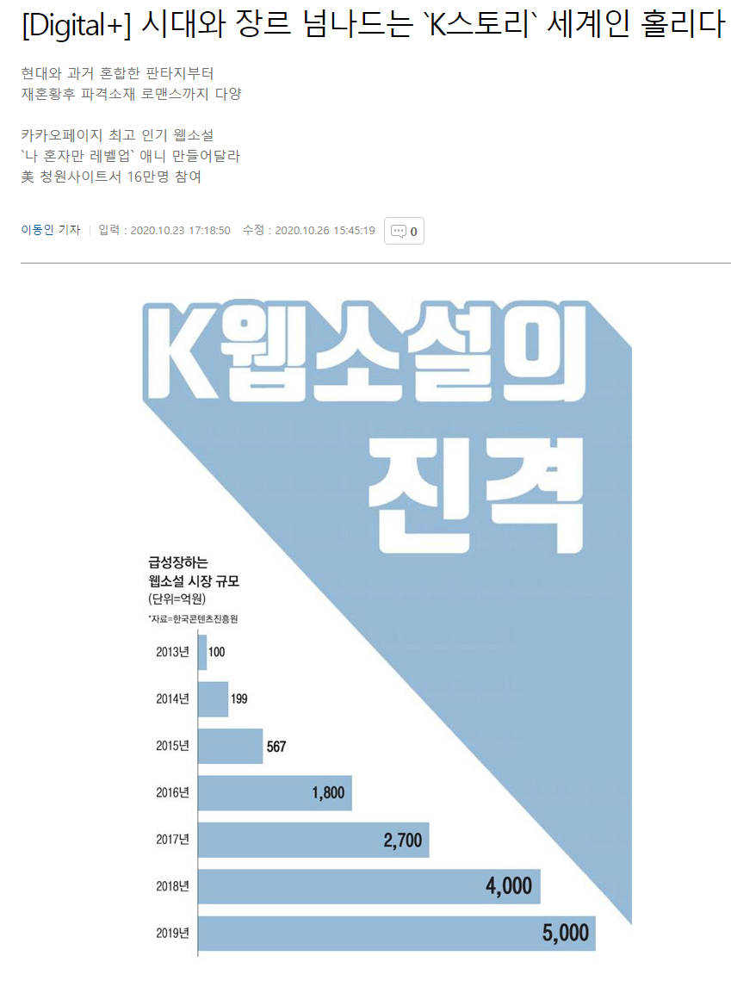 [Digital+] 시대와 장르 넘나드는 `K스토리` 세계인 홀리다
현대와 과거 혼합한 판타지부터
재혼황후 파격소재 로맨스까지 다양
카카오페이지 최고 인기 웹소설
`나 혼자만 레벨업` 애니 만들어달라
美 청원사이트서 16만명 참여
이동인 기자 입력 : 2020.10.23 17:18:50 수정 : 2020.10.26 15:45:19 0
K웹소설의
진격
급성장하는
웹소설 시장 규모
(단위=억원)
*자료=한국콘텐츠진흥원
2013년 100
2014년 199
2015년 567
2016년 1,800
2017년 2,700
2018년 4,000
2019년 5,000